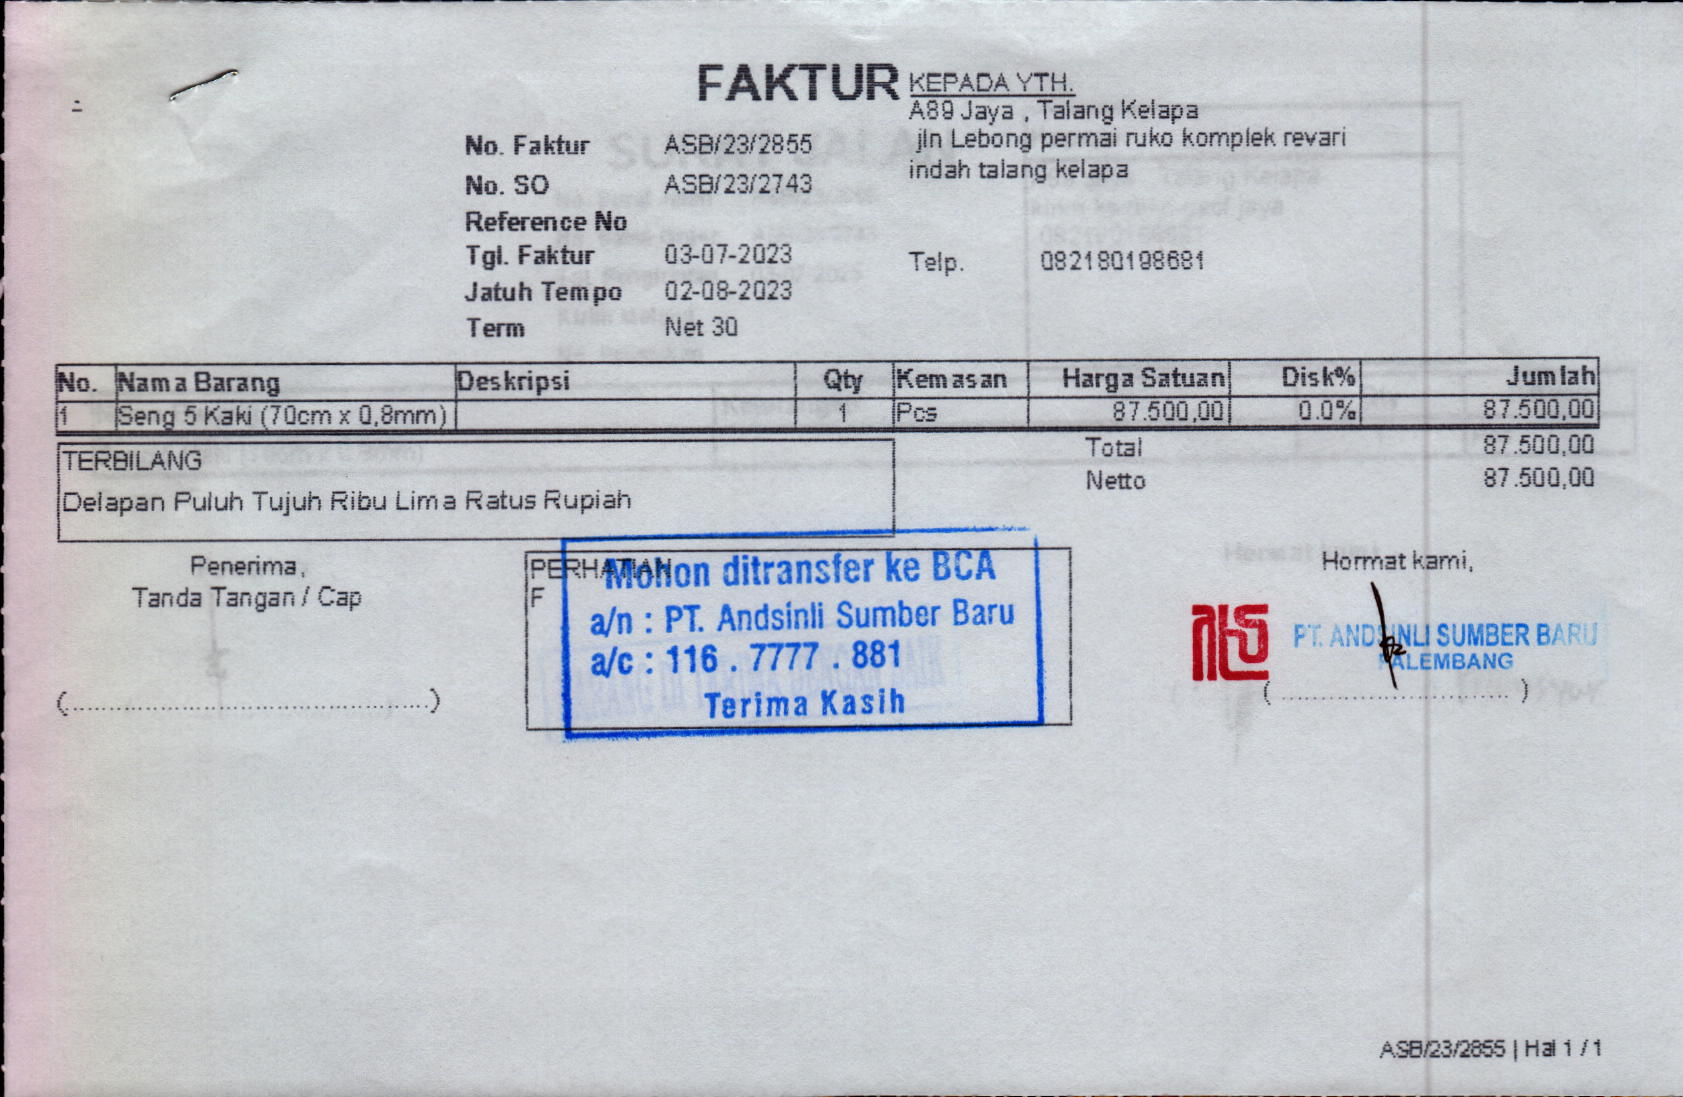 FAKTUR
KEPADA YTH.
A89 Jaya , Talang Kelapa
jln Lebong permai ruko komplek revari
indah talang kelapa
Telp. 082180198681
No. Faktur ASB/23/2855
No. SO ASB/23/2743
Reference No
Tgl. Faktur 03-07-2023
Jatuh Tempo 02-08-2023
Term Net 30
No. Nama Barang Deskripsi Qty Kemasan Harga Satuan Disk% Jumlah
1 Seng 5 Kaki (70cm x 0,8mm) 1 Pcs 87.500,00 0.0% 87.500,00
Total 87.500,00
Netto 87.500,00
TERBILANG
Delapan Puluh Tujuh Ribu Lima Ratus Rupiah
Penerima,
Tanda Tangan / Cap
(........................................)
PERHATIAN
F
Mohon ditransfer ke BCA
a/n : PT. Andsinli Sumber Baru
a/c : 116 . 7777 . 881
Terima Kasih
Hormat kami,
PT. ANDSINLI SUMBER BARU
PALEMBANG
(........................................)
ASB/23/2855 | Hal 1 / 1